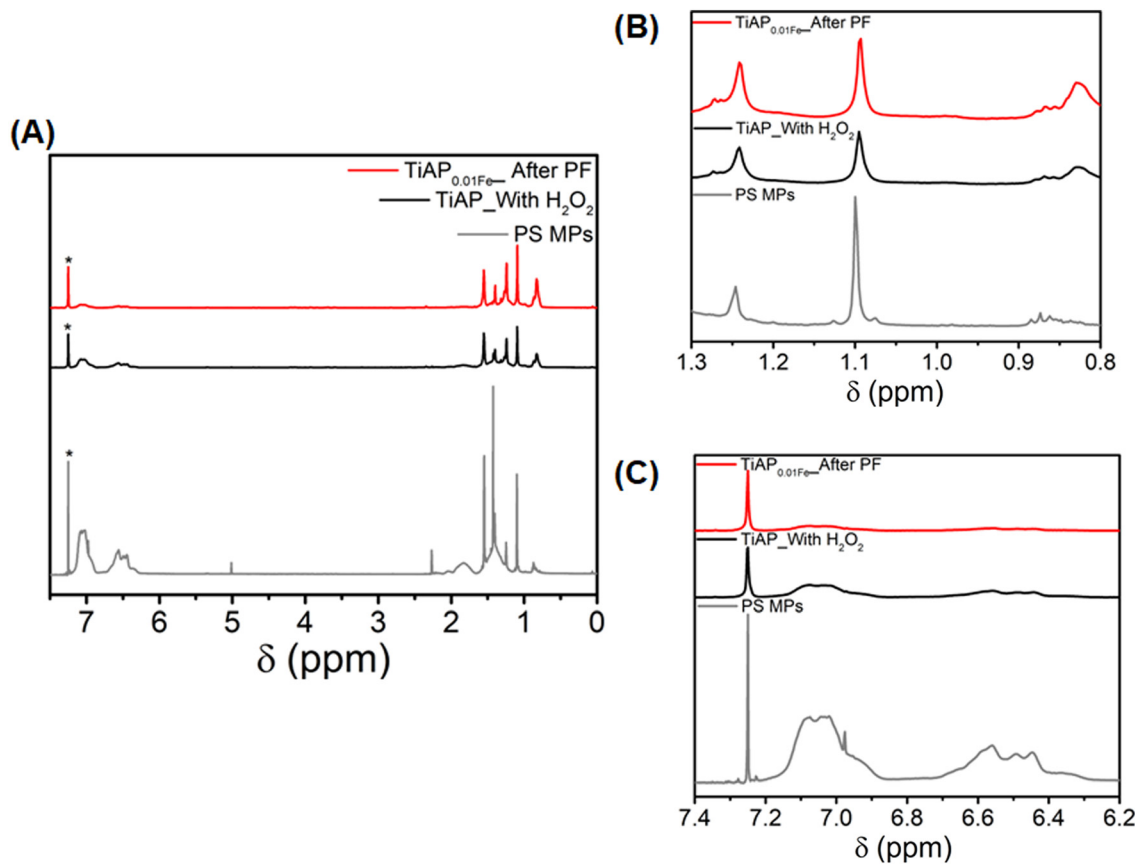 (A)
TiAP0.01Fe_ After PF
TiAP_With H2O2
PS MPs
*
*
*
7 6 5 4 3 2 1 0
δ (ppm)
(B)
TiAP0.01Fe_After PF
TiAP_With H2O2
PS MPs
1.3 1.2 1.1 1.0 0.9 0.8
δ (ppm)
(C)
TiAP0.01Fe_After PF
TiAP_With H2O2
PS MPs
7.4 7.2 7.0 6.8 6.6 6.4 6.2
δ (ppm)